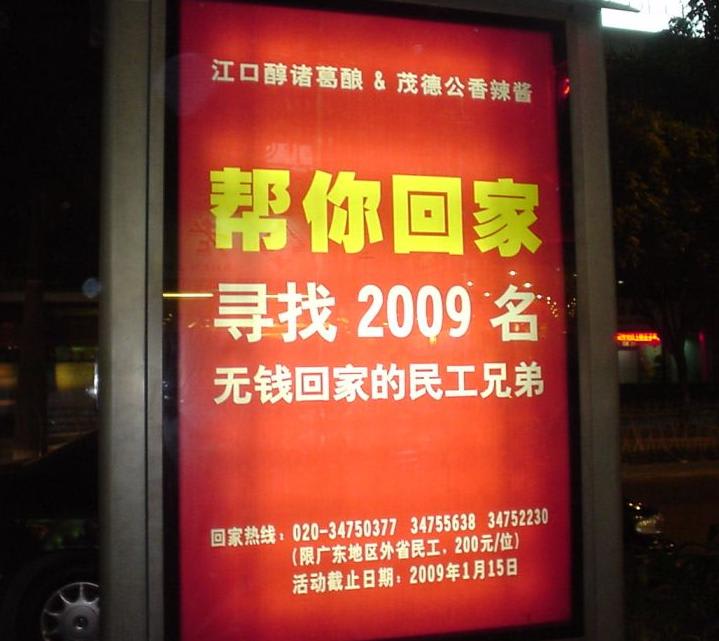 江口醇诸葛酿 & 茂德公香辣酱
帮你回家
寻找 2009 名
无钱回家的民工兄弟
回家热线：020-34750377 34755638 34752230
（限广东地区外省民工，200元/位）
活动截止日期：2009年1月15日